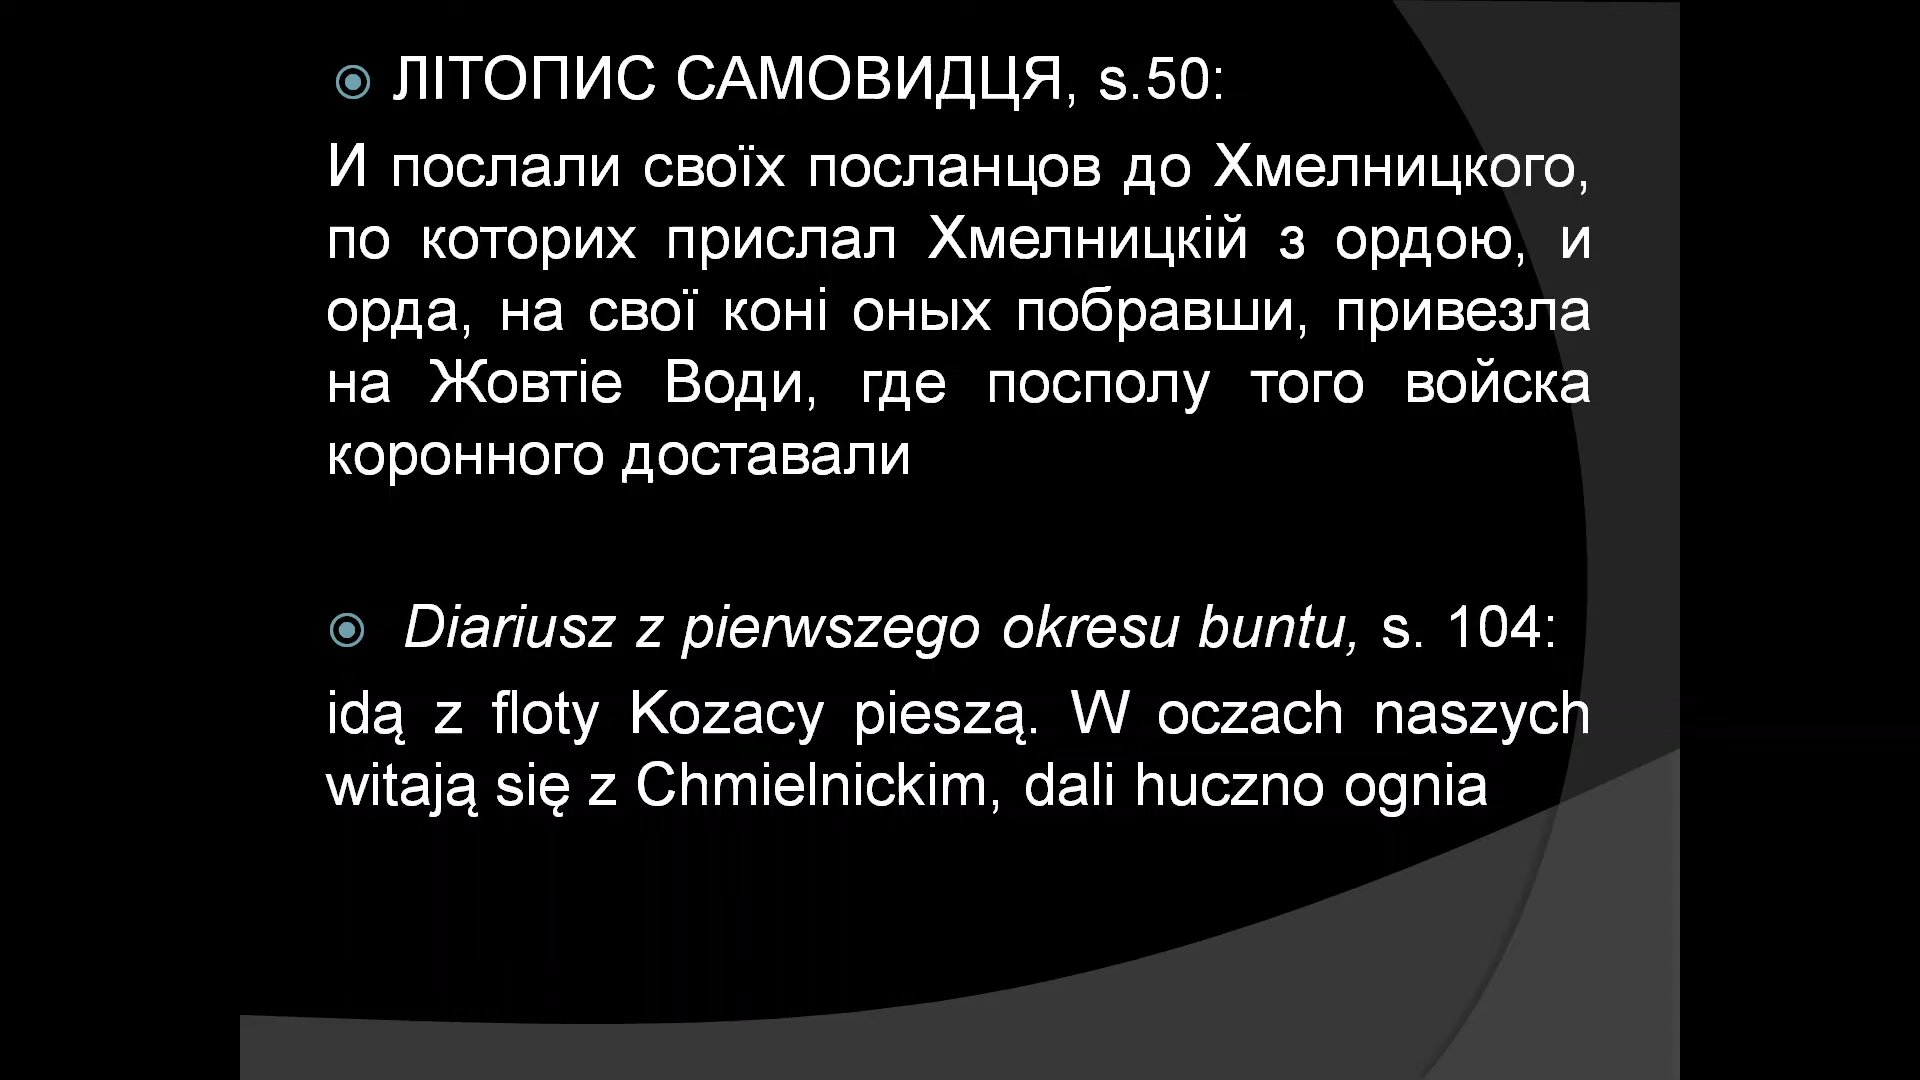 ЛІТОПИС САМОВИДЦЯ, s.50:
И послали своїх посланцов до Хмелницкого,
по которих прислал Хмелницкій з ордою, и
орда, на свої коні оных побравши, привезла
на Жовтіе Води, где посполу того войска
коронного доставали
Diariusz z pierwszego okresu buntu, s. 104:
idą z floty Kozacy pieszą. W oczach naszych
witają się z Chmielnickim, dali huczno ognia